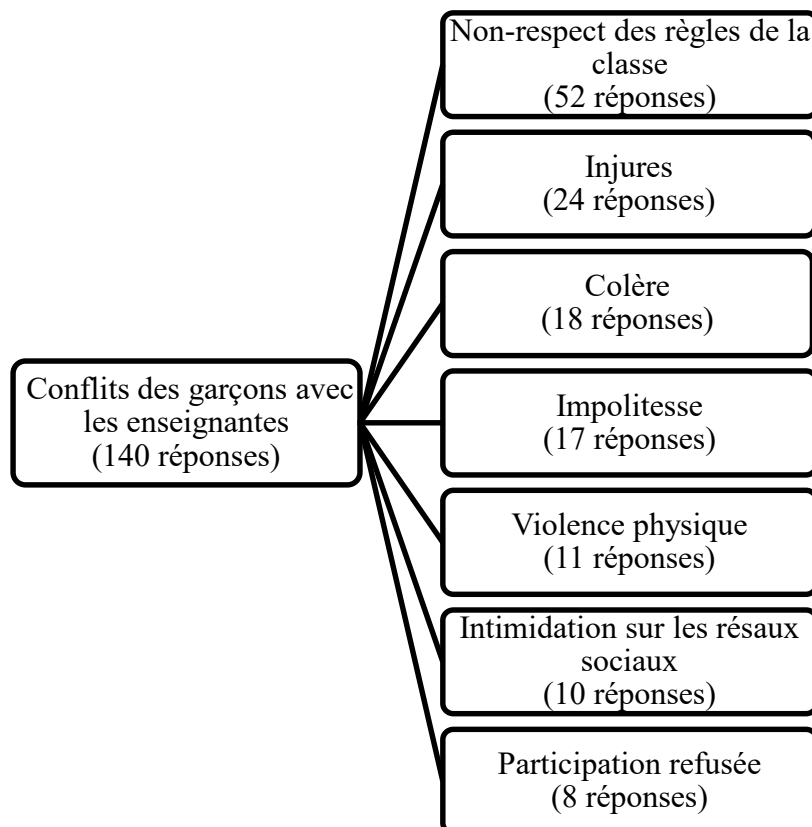 Non-respect des règles de la
classe
(52 réponses)
Injures
(24 réponses)
Colère
(18 réponses)
Conflits des garçons avec
les enseignantes
(140 réponses)
Impolitesse
(17 réponses)
Violence physique
(11 réponses)
Intimidation sur les résaux
sociaux
(10 réponses)
Participation refusée
(8 réponses)